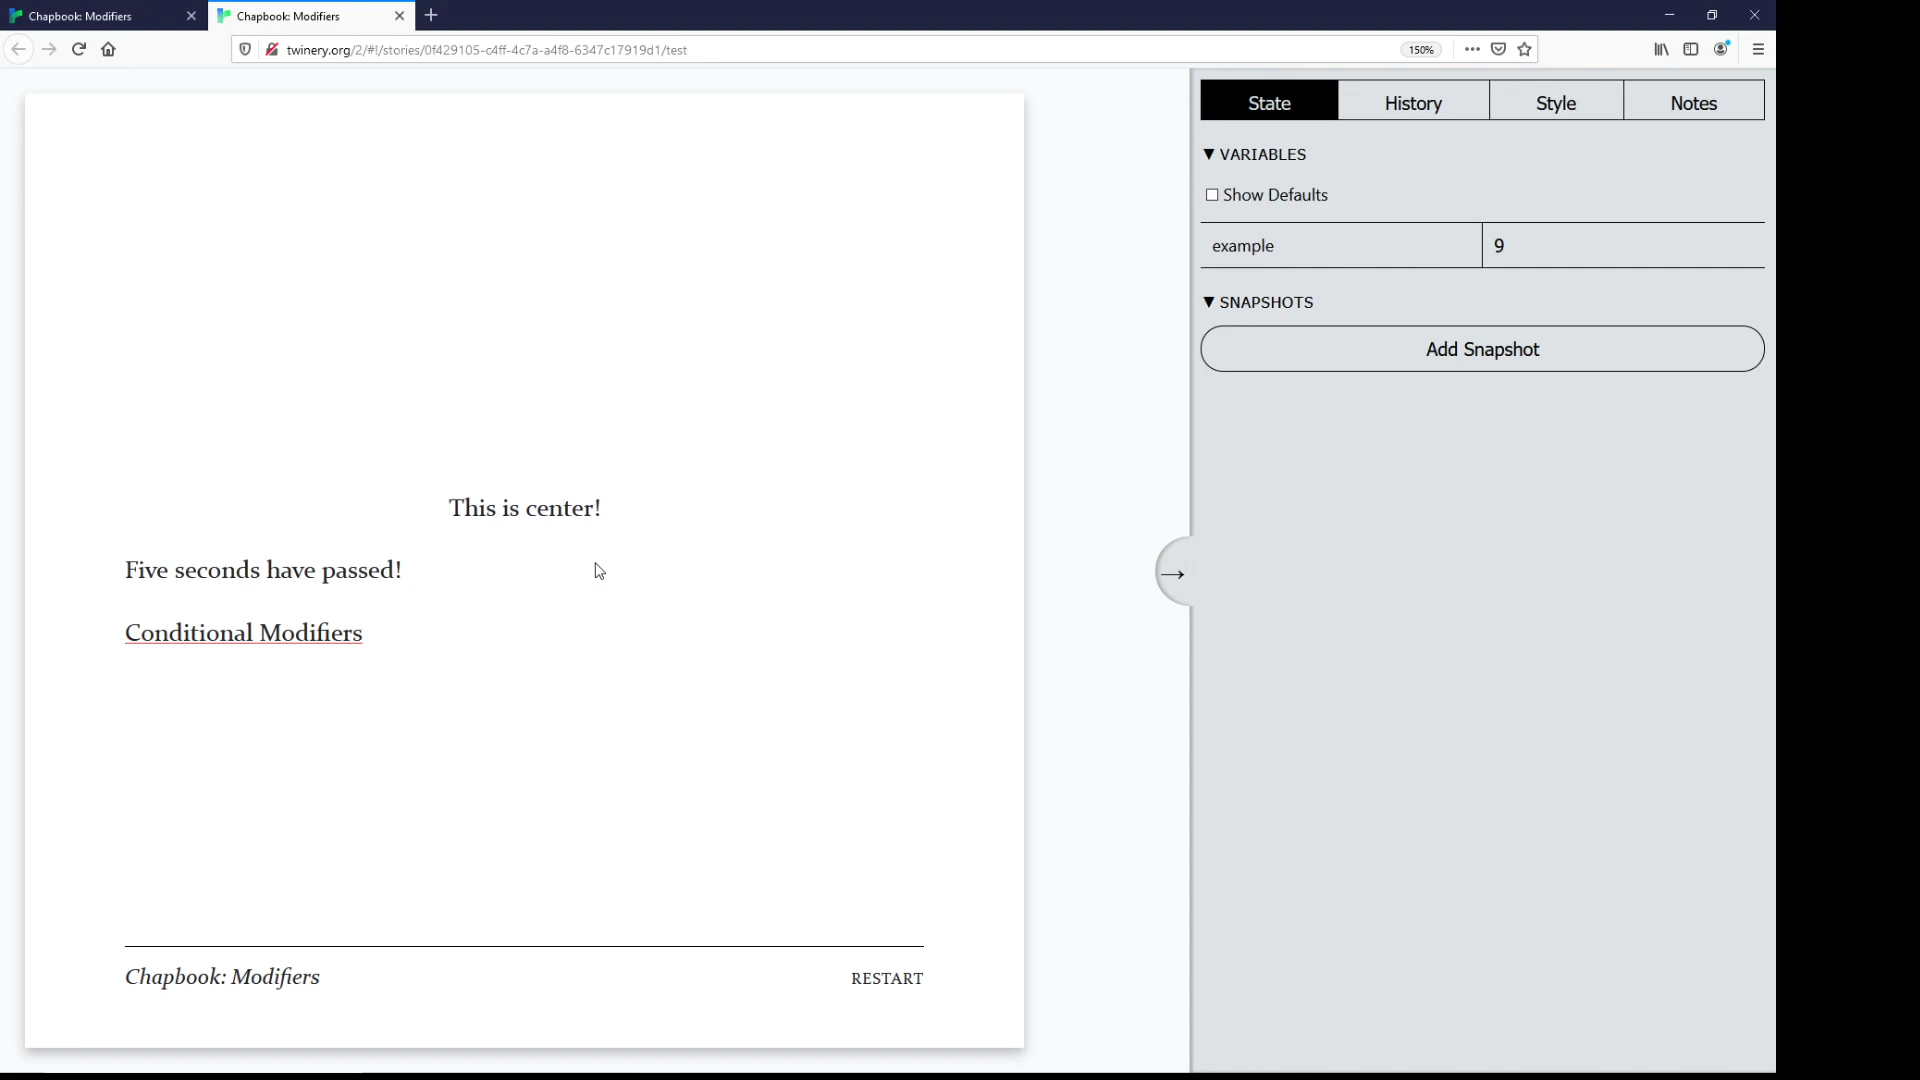 Chapbook: Modifiers
Chapbook: Modifiers
twinery.org/2/#!/stories/0f429105-c4ff-4c7a-a4f8-6347c17919d1/test
150%
State
History
Style
Notes
VARIABLES
Show Defaults
example
9
SNAPSHOTS
Add Snapshot
This is center!
Five seconds have passed!
Conditional Modifiers
Chapbook: Modifiers
RESTART